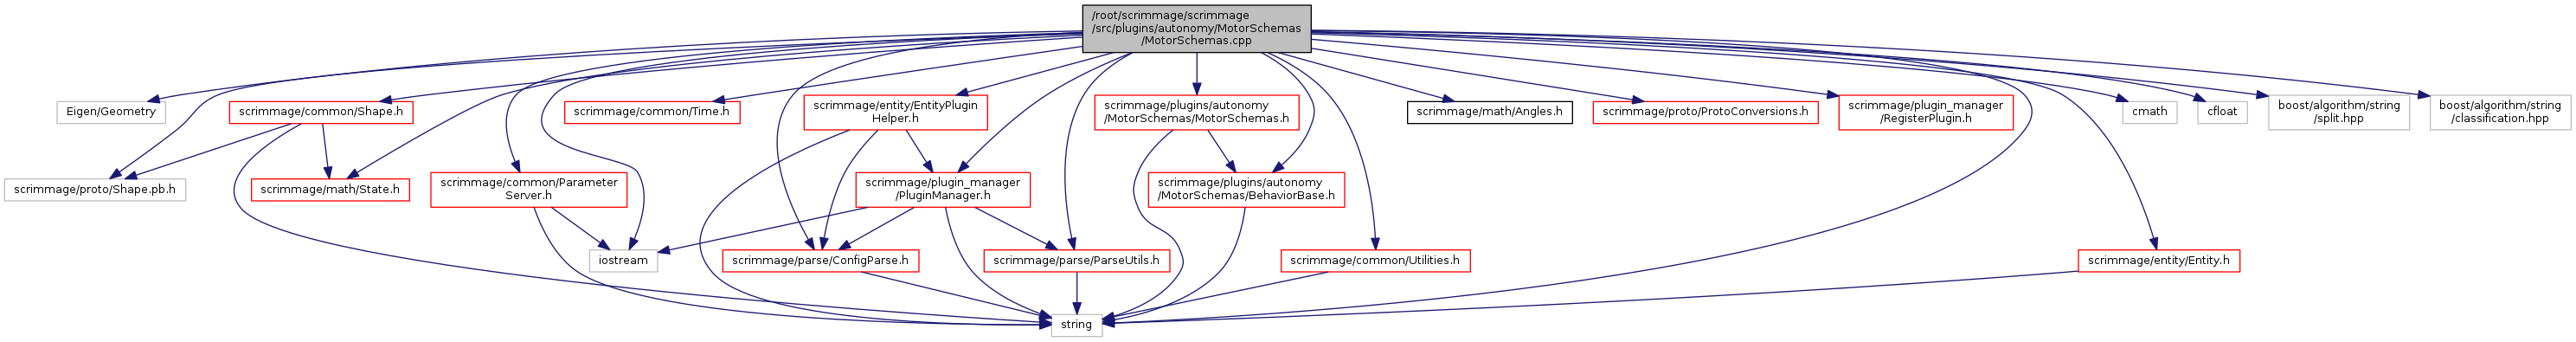 /root/scrimmage/scrimmage
/src/plugins/autonomy/MotorSchemas
/MotorSchemas.cpp
Eigen/Geometry
scrimmage/common/Shape.h
scrimmage/common/Time.h
scrimmage/entity/EntityPlugin
Helper.h
scrimmage/plugins/autonomy
/MotorSchemas/MotorSchemas.h
scrimmage/math/Angles.h
scrimmage/proto/ProtoConversions.h
scrimmage/plugin_manager
/RegisterPlugin.h
cmath
cfloat
boost/algorithm/string
/split.hpp
boost/algorithm/string
/classification.hpp
scrimmage/proto/Shape.pb.h
scrimmage/math/State.h
scrimmage/common/Parameter
Server.h
scrimmage/plugin_manager
/PluginManager.h
scrimmage/plugins/autonomy
/MotorSchemas/BehaviorBase.h
iostream
scrimmage/parse/ConfigParse.h
scrimmage/parse/ParseUtils.h
scrimmage/common/Utilities.h
scrimmage/entity/Entity.h
string